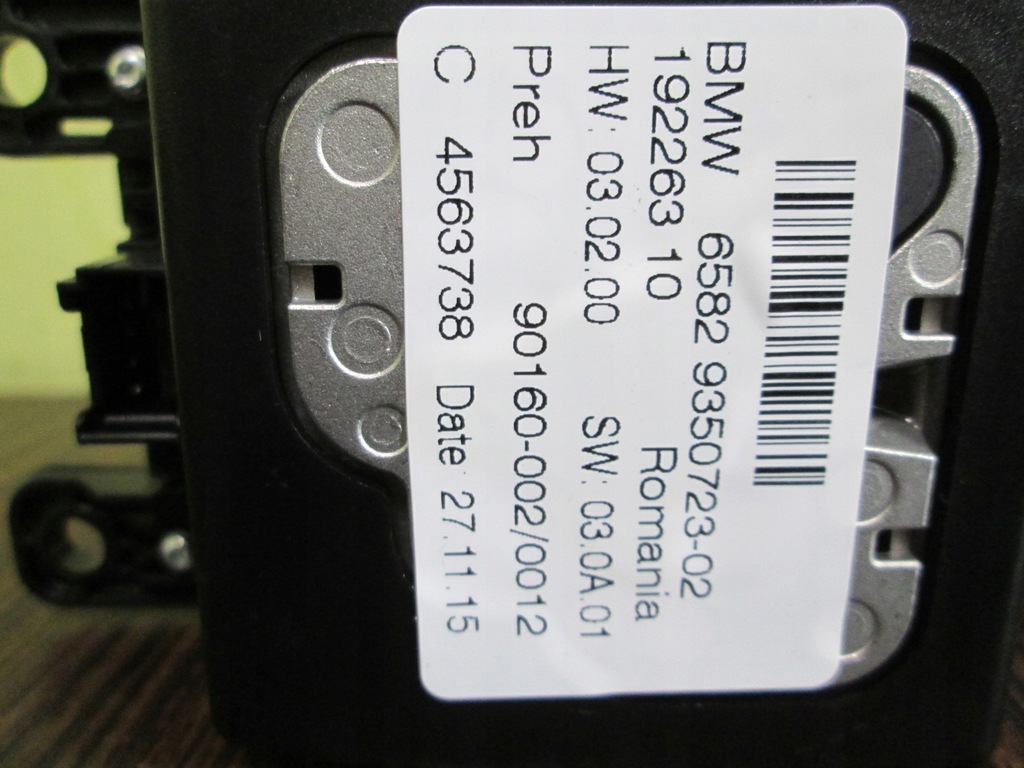 BMW 6582 9350723-02
192263 10 Romania
HW: 03.02.00 SW: 03.0A.01
Preh 90160-002/0012
C 4563738 Date: 27.11.15